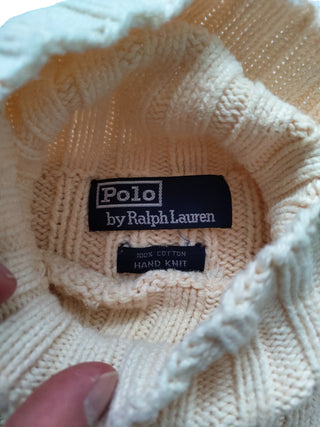 Polo
by Ralph Lauren
100% COTTON
HAND KNIT